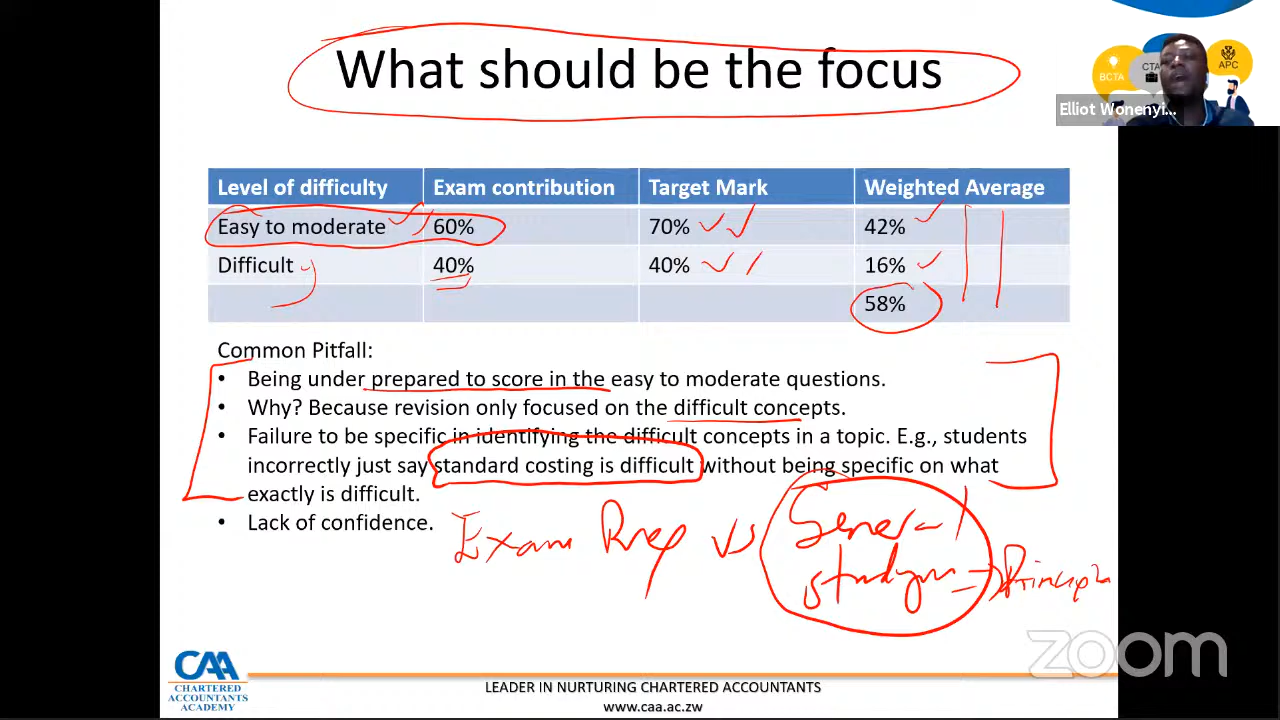 What should be the focus
BCTA
CTA
APC
Elliot Wonenyi...
Level of difficulty Exam contribution Target Mark Weighted Average
Easy to moderate 60% 70% 42%
Difficult 40% 40% 16%
58%
Common Pitfall:
• Being under prepared to score in the easy to moderate questions.
• Why? Because revision only focused on the difficult concepts.
• Failure to be specific in identifying the difficult concepts in a topic. E.g., students
incorrectly just say standard costing is difficult without being specific on what
exactly is difficult.
• Lack of confidence.
Exam Prep vs General
studying
zoom
CAA
CHARTERED
ACCOUNTANTS
ACADEMY
LEADER IN NURTURING CHARTERED ACCOUNTANTS
www.caa.ac.zw